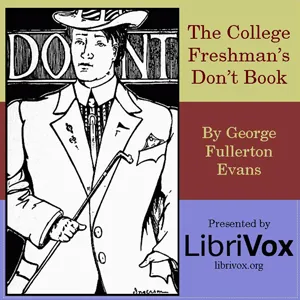 DON'T
The College
Freshman's
Don't Book
By George
Fullerton
Evans
Presented by
LibriVox
librivox.org